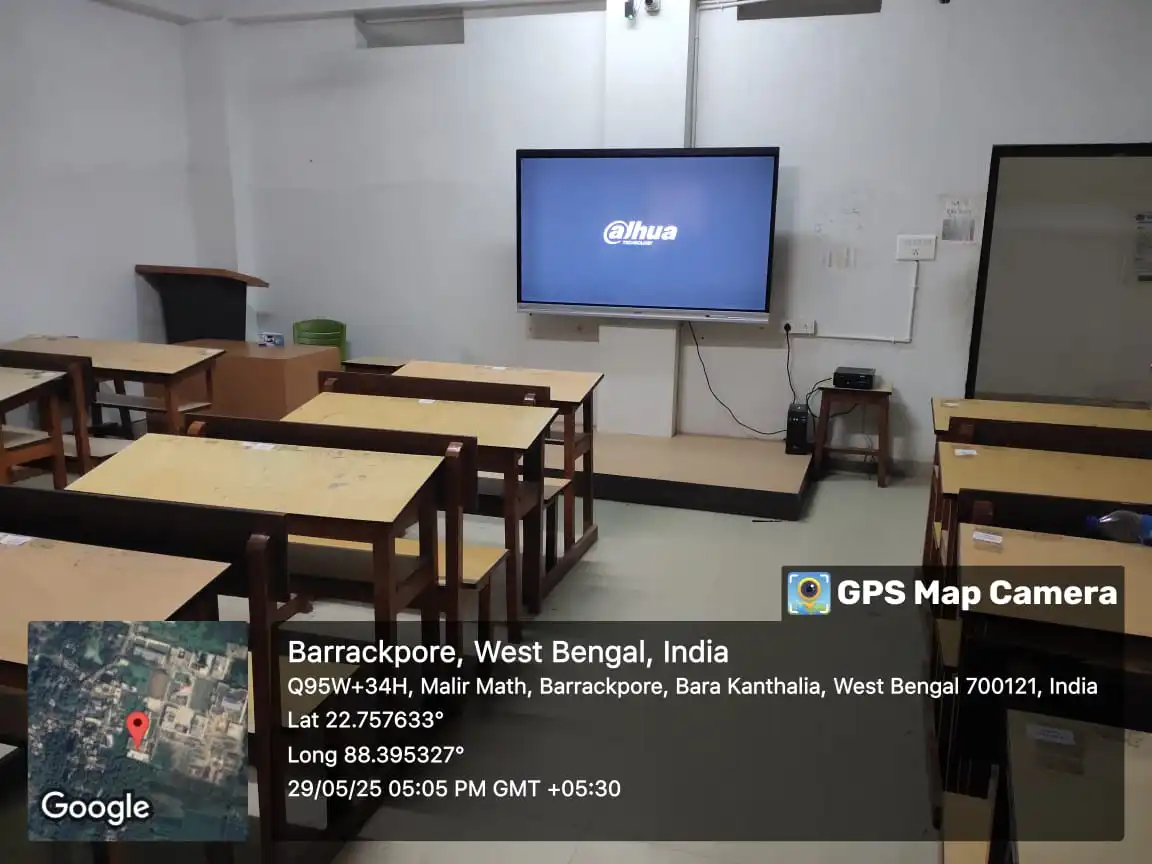 alhua
TECHNOLOGY
GPS Map Camera
Barrackpore, West Bengal, India
Q95W+34H, Malir Math, Barrackpore, Bara Kanthalia, West Bengal 700121, India
Lat 22.757633°
Long 88.395327°
29/05/25 05:05 PM GMT +05:30
Google